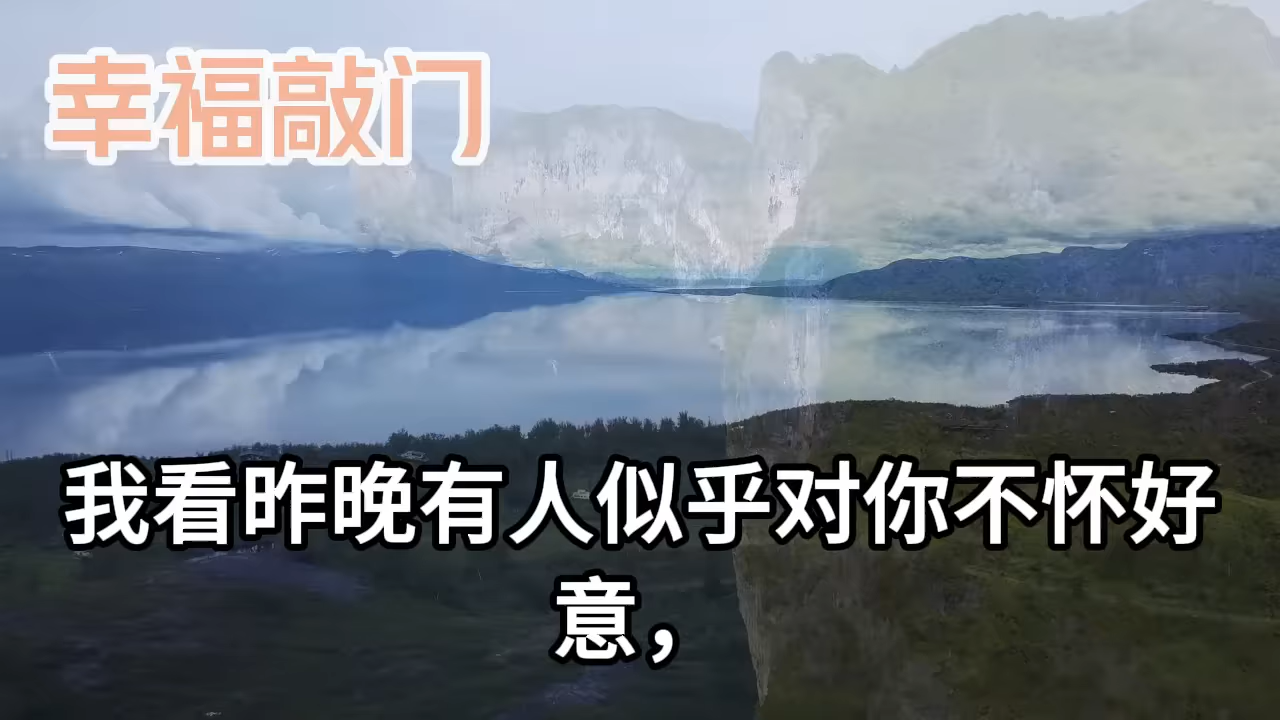 幸福敲门
我看昨晚有人似乎对你不怀好
意，